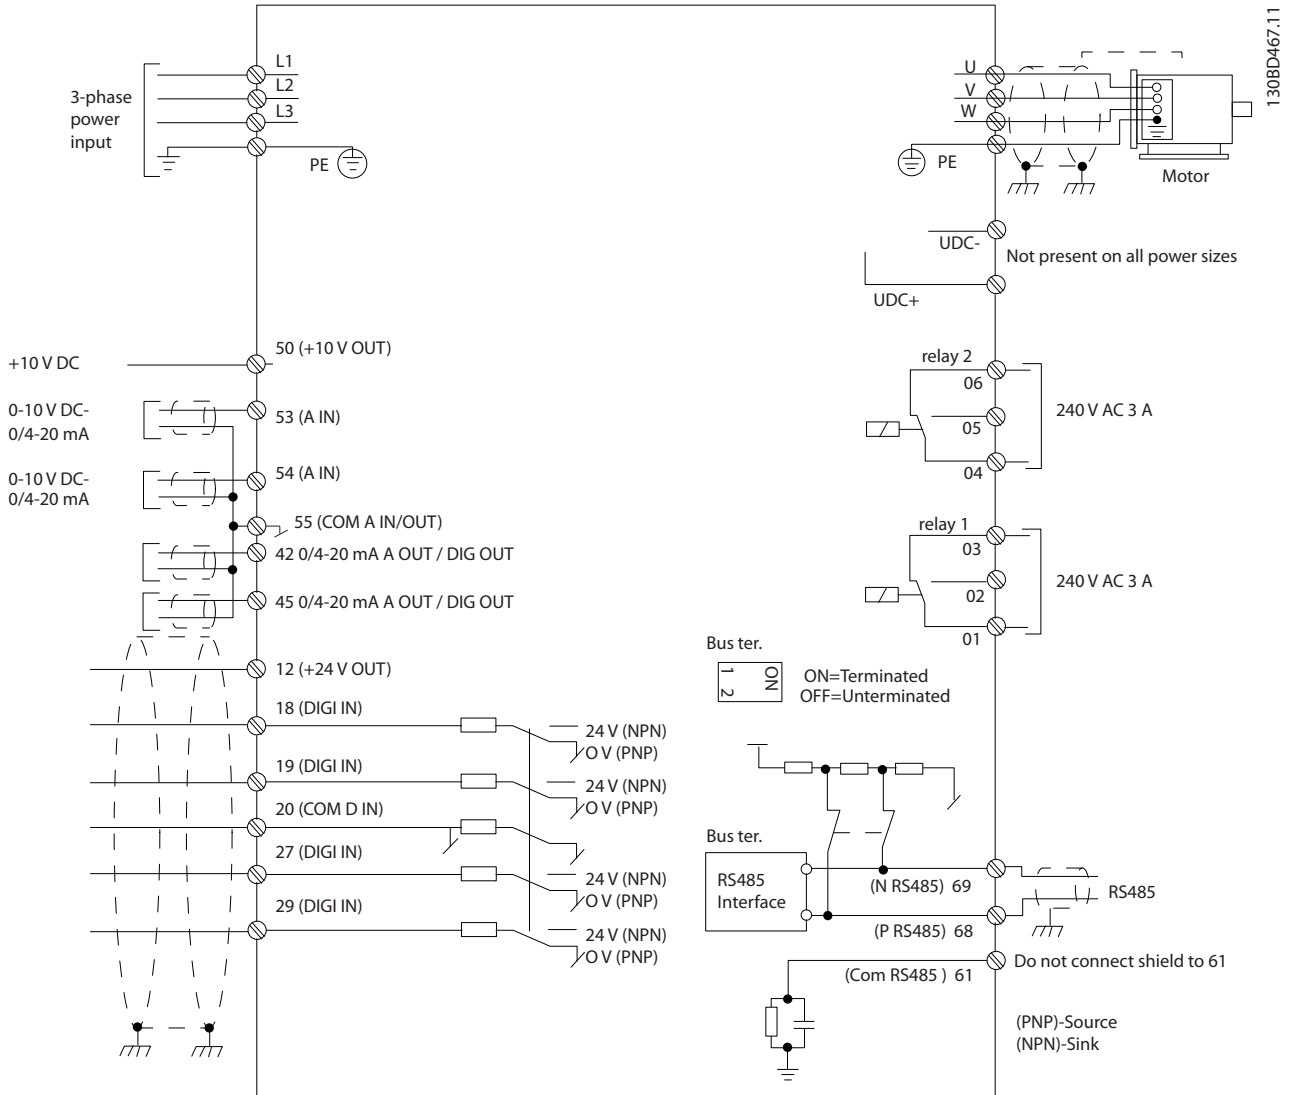 130BD467.11
L1
L2
L3
3-phase
power
input
PE
U
V
W
PE
Motor
UDC-
Not present on all power sizes
UDC+
+10 V DC
50 (+10 V OUT)
0-10 V DC-
0/4-20 mA
53 (A IN)
0-10 V DC-
0/4-20 mA
54 (A IN)
55 (COM A IN/OUT)
42 0/4-20 mA A OUT / DIG OUT
45 0/4-20 mA A OUT / DIG OUT
12 (+24 V OUT)
18 (DIGI IN)
24 V (NPN)
O V (PNP)
19 (DIGI IN)
24 V (NPN)
O V (PNP)
20 (COM D IN)
27 (DIGI IN)
24 V (NPN)
O V (PNP)
29 (DIGI IN)
24 V (NPN)
O V (PNP)
relay 2
06
05
04
240 V AC 3 A
relay 1
03
02
01
240 V AC 3 A
Bus ter.
1
2
ON
ON=Terminated
OFF=Unterminated
Bus ter.
RS485
Interface
(N RS485) 69
RS485
(P RS485) 68
(Com RS485 ) 61
Do not connect shield to 61
(PNP)-Source
(NPN)-Sink